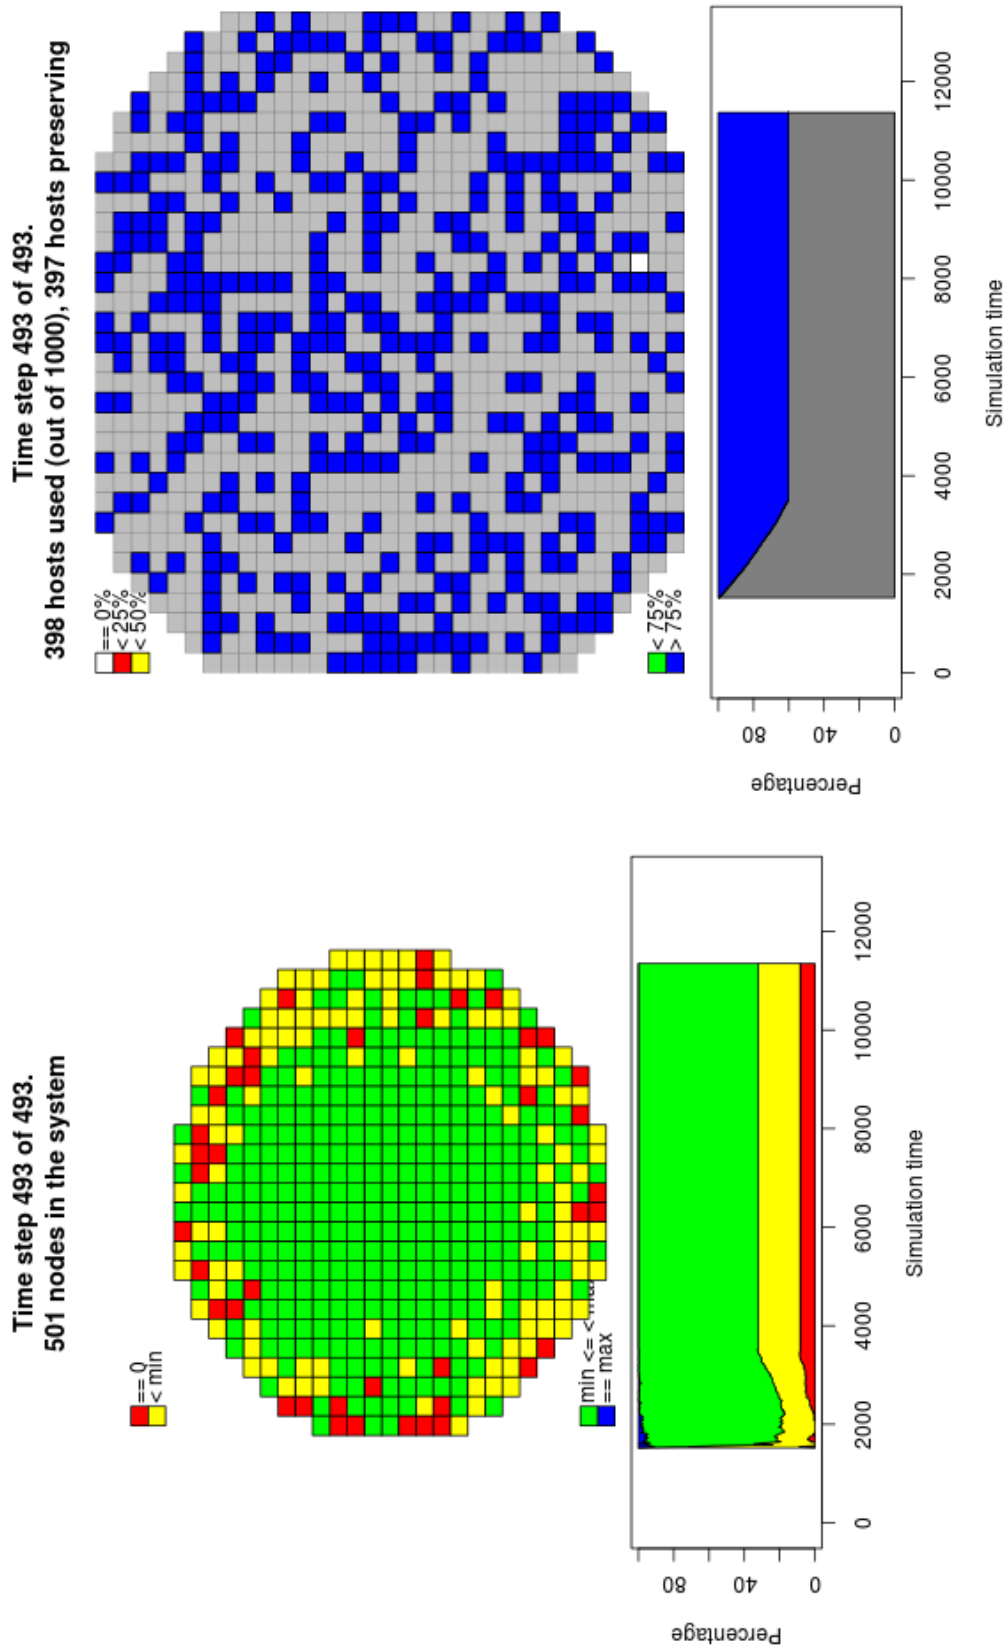 Time step 493 of 493.
501 nodes in the system
== 0
< min
min <= < max
== max
Percentage
0
40
80
0
2000
4000
6000
8000
10000
12000
Simulation time
Time step 493 of 493.
398 hosts used (out of 1000), 397 hosts preserving
== 0%
< 25%
< 50%
< 75%
> 75%
Percentage
0
40
80
0
2000
4000
6000
8000
10000
12000
Simulation time